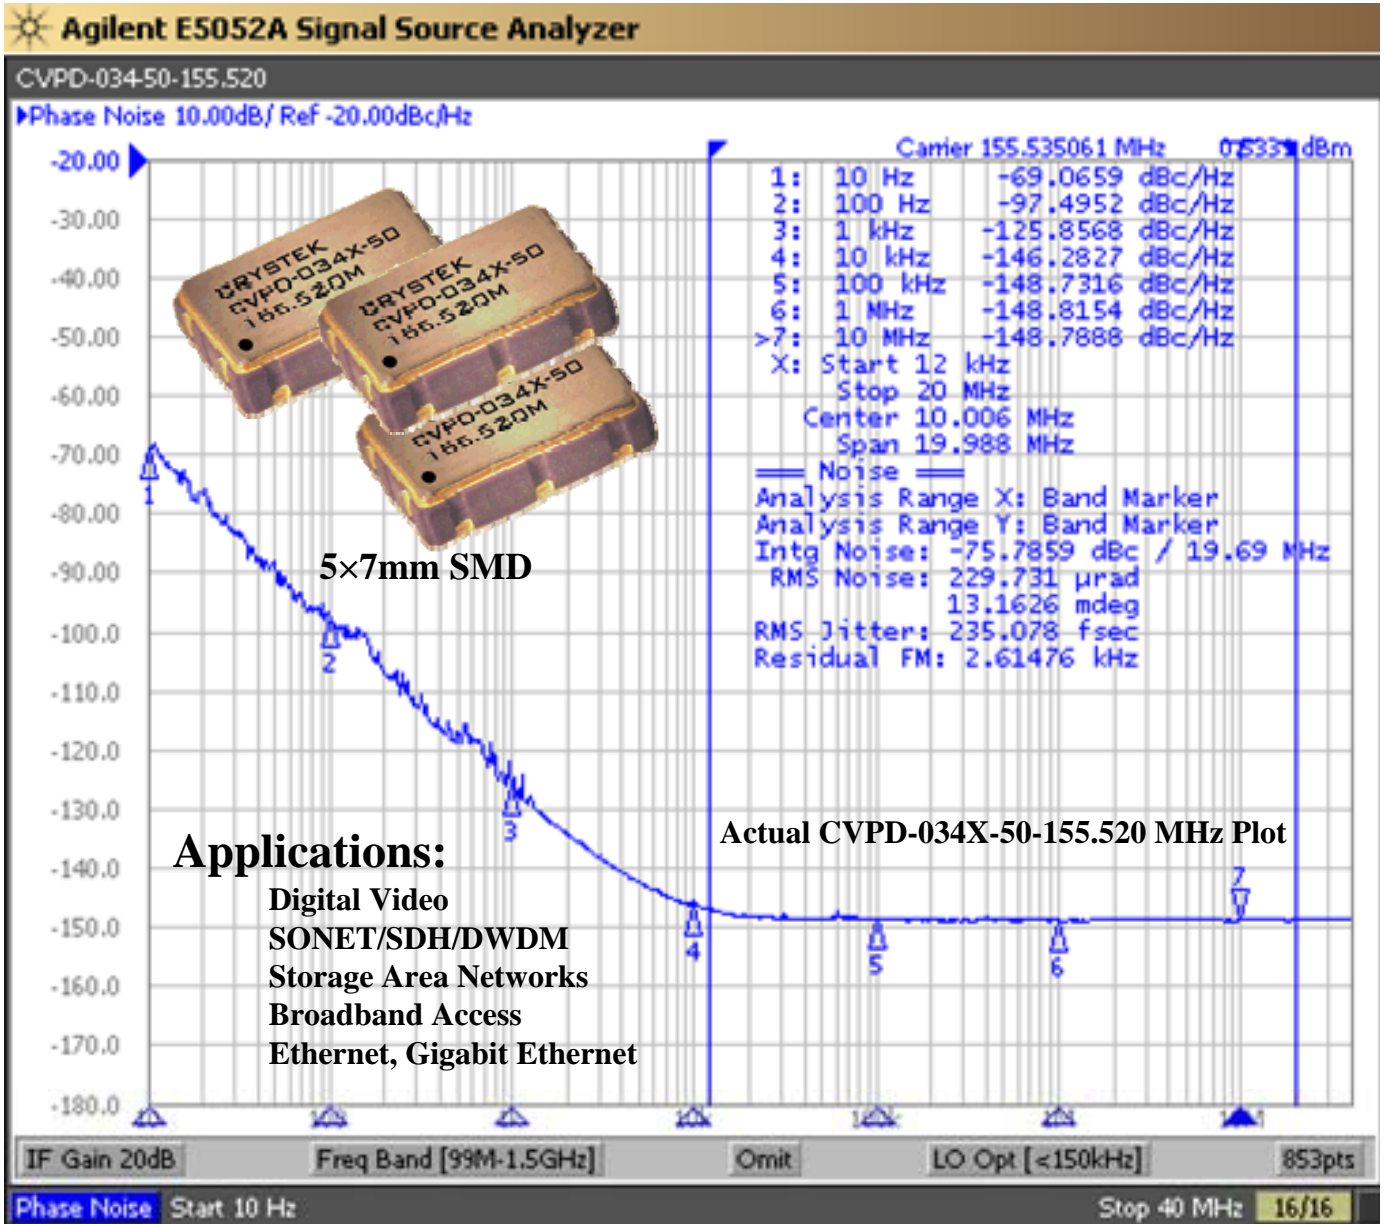 Agilent E5052A Signal Source Analyzer
CVPD-034-50-155.520
Phase Noise 10.00dB/ Ref -20.00dBc/Hz
Carrier 155.535061 MHz dBm
-20.00
-30.00
-40.00
-50.00
-60.00
-70.00
-80.00
-90.00
-100.0
-110.0
-120.0
-130.0
-140.0
-150.0
-160.0
-170.0
-180.0
1: 10 Hz -69.0659 dBc/Hz
2: 100 Hz -97.4952 dBc/Hz
3: 1 kHz -125.8568 dBc/Hz
4: 10 kHz -146.2827 dBc/Hz
5: 100 kHz -148.7316 dBc/Hz
6: 1 MHz -148.8154 dBc/Hz
>7: 10 MHz -148.7888 dBc/Hz
X: Start 12 kHz
Stop 20 MHz
Center 10.006 MHz
Span 19.988 MHz
=== Noise ===
Analysis Range X: Band Marker
Analysis Range Y: Band Marker
Intg Noise: -75.7859 dBc / 19.69 MHz
RMS Noise: 229.731 µrad
13.1626 mdeg
RMS Jitter: 235.078 fsec
Residual FM: 2.61476 kHz
CRYSTEK
CVPD-034X-50
CRYSTEK
CVPD-034X-50
CVPD-034X-50
5×7mm SMD
1
2
3
4
5
6
7
Actual CVPD-034X-50-155.520 MHz Plot
Applications:
Digital Video
SONET/SDH/DWDM
Storage Area Networks
Broadband Access
Ethernet, Gigabit Ethernet
IF Gain 20dB
Freq Band [99M-1.5GHz]
Omit
LO Opt [<150kHz]
853pts
Phase Noise Start 10 Hz
Stop 40 MHz
16/16